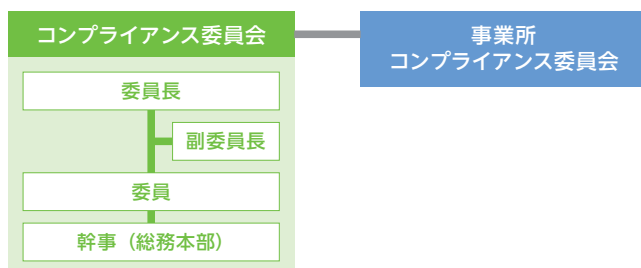 コンプライアンス委員会
事業所
コンプライアンス委員会
委員長
副委員長
委員
幹事（総務本部）